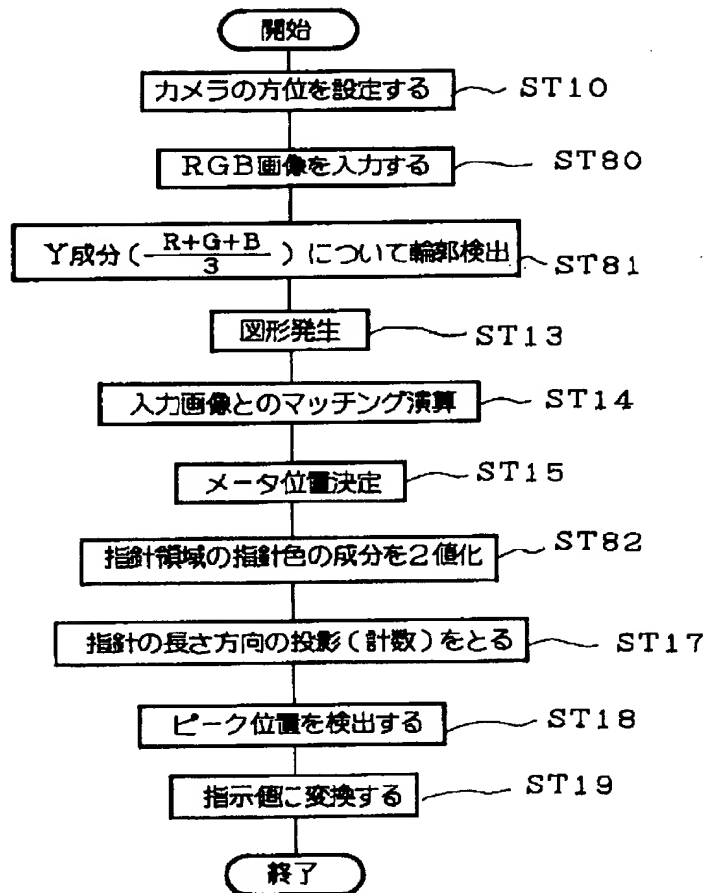 開始
カメラの方位を設定する ST10
RGB画像を入力する ST80
Y成分(R+G+B/3)について輪郭検出 ST81
図形発生 ST13
入力画像とのマッチング演算 ST14
メータ位置決定 ST15
指針領域の指針色の成分を2値化 ST82
指針の長さ方向の投影(計数)をとる ST17
ピーク位置を検出する ST18
指示値に変換する ST19
終了